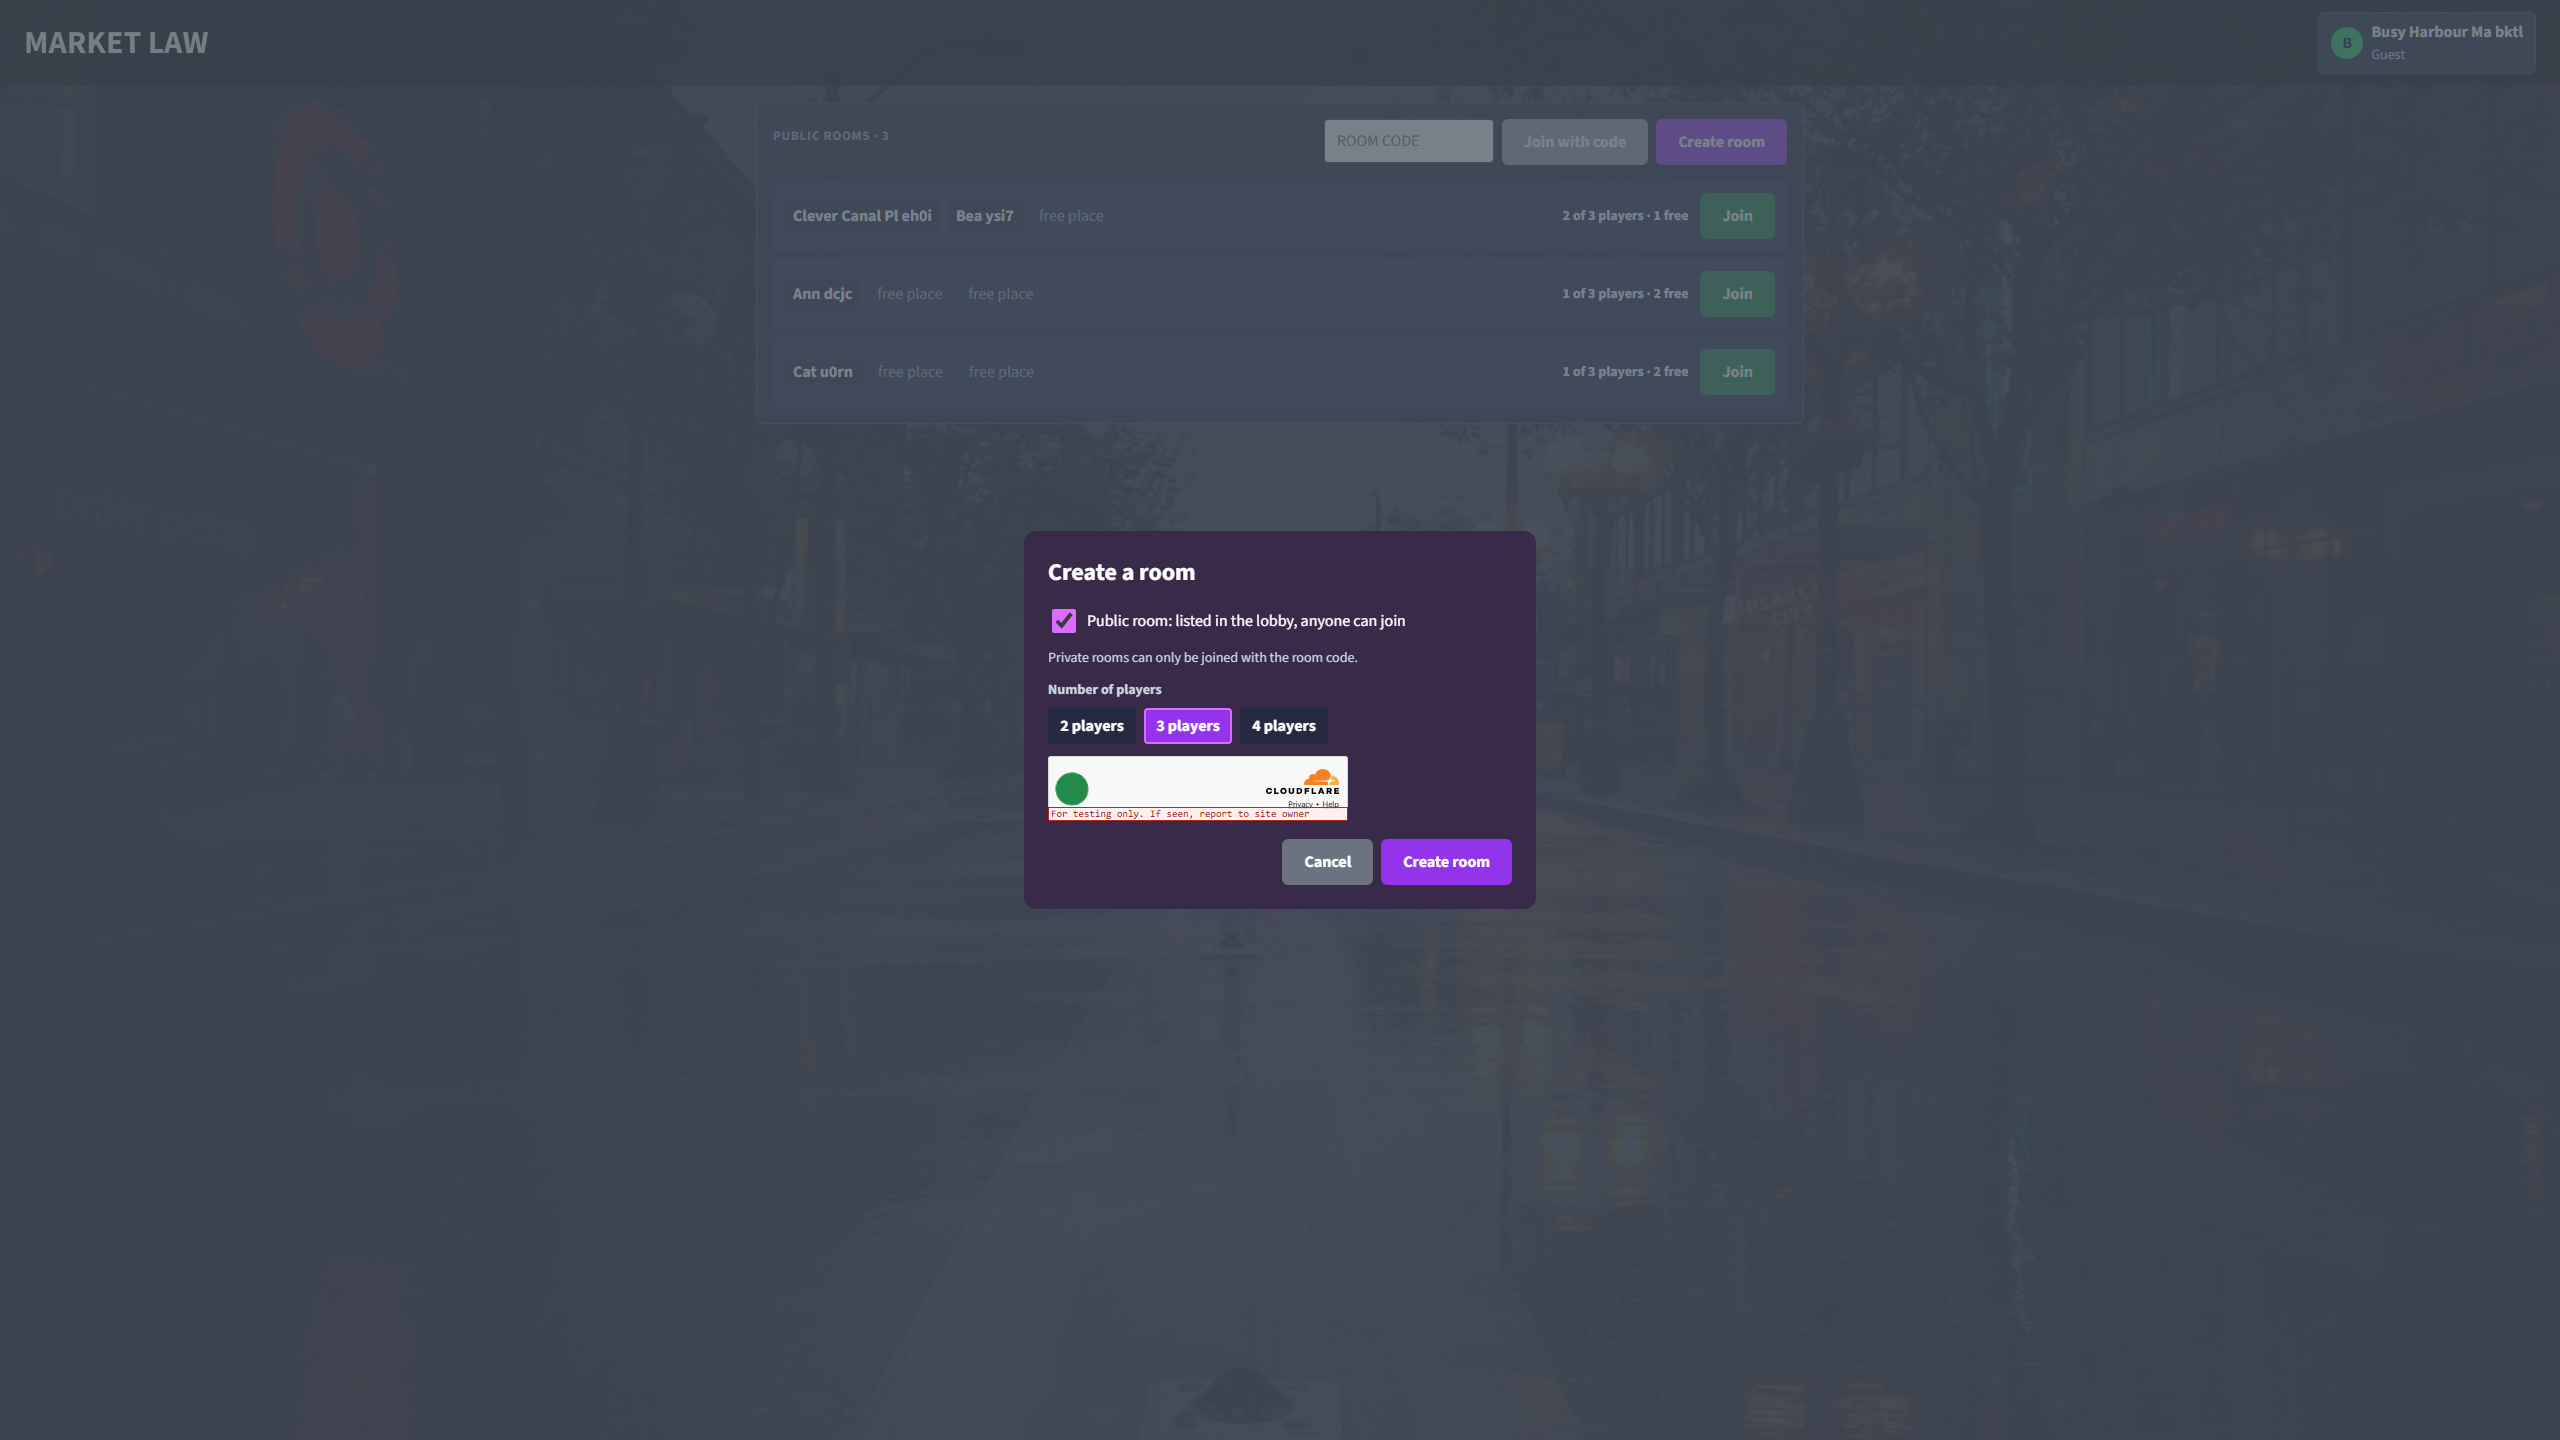 MARKET LAW
B
Busy Harbour Ma bktl
Guest
PUBLIC ROOMS · 3
ROOM CODE
Join with code
Create room
Clever Canal Pl eh0i
Bea ysi7
free place
2 of 3 players · 1 free
Join
Ann dcjc
free place
free place
1 of 3 players · 2 free
Join
Cat u0rn
free place
free place
1 of 3 players · 2 free
Join
order pickup
SNEAKER
CITY
Create a room
Public room: listed in the lobby, anyone can join
Private rooms can only be joined with the room code.
Number of players
2 players
3 players
4 players
CLOUDFLARE
Privacy • Help
For testing only. If seen, report to site owner
Cancel
Create room